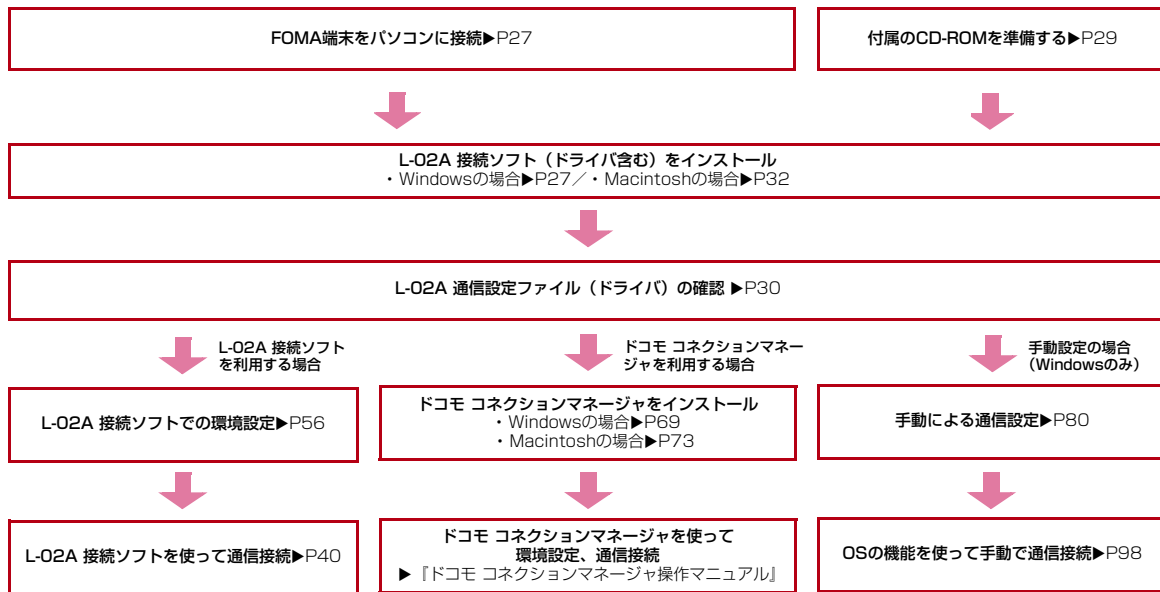 FOMA端末をパソコンに接続▶P27
付属のCD-ROMを準備する▶P29
L-02A 接続ソフト（ドライバ含む）をインストール
・Windowsの場合▶P27／・Macintoshの場合▶P32
L-02A 通信設定ファイル（ドライバ）の確認 ▶P30
L-02A 接続ソフト
を利用する場合
ドコモ コネクションマネー
ジャを利用する場合
手動設定の場合
（Windowsのみ）
L-02A 接続ソフトでの環境設定▶P56
ドコモ コネクションマネージャをインストール
・Windowsの場合▶P69
・Macintoshの場合▶P73
手動による通信設定▶P80
L-02A 接続ソフトを使って通信接続▶P40
ドコモ コネクションマネージャを使って
環境設定、通信接続
▶『ドコモ コネクションマネージャ操作マニュアル』
OSの機能を使って手動で通信接続▶P98